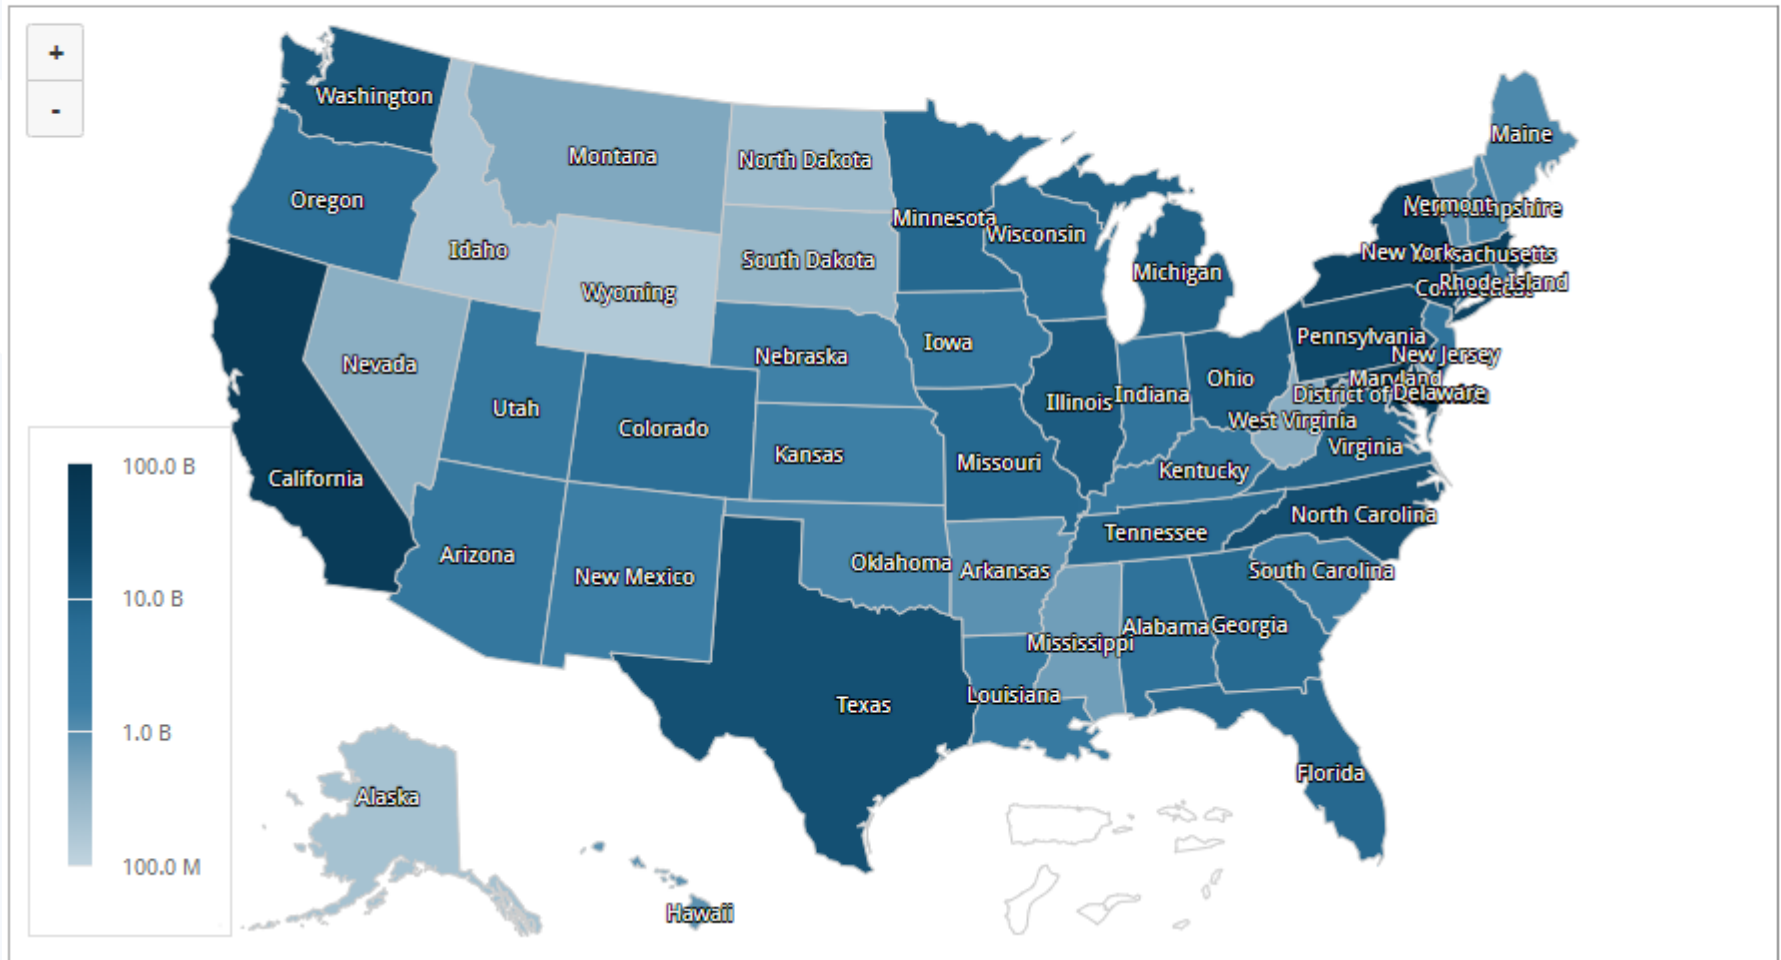 +
Washington
-
Maine
Montana
North Dakota
Oregon
Vermont
Minnesota
Wisconsin
Idaho
New York
South Dakota
Michigan
Rhode Island
Wyoming
Pennsylvania
Iowa
New Jersey
Nebraska
Nevada
Ohio
Maryland
Indiana
District of
Delaware
Illinois
Utah
West Virginia
Colorado
Virginia
Kansas
Missouri
100.0 B
Kentucky
California
North Carolina
Tennessee
Arizona
Oklahoma
Arkansas
South Carolina
New Mexico
10.0 B
Alabama
Georgia
Mississippi
Louisiana
Texas
1.0 B
Florida
Alaska
100.0 M
Hawaii